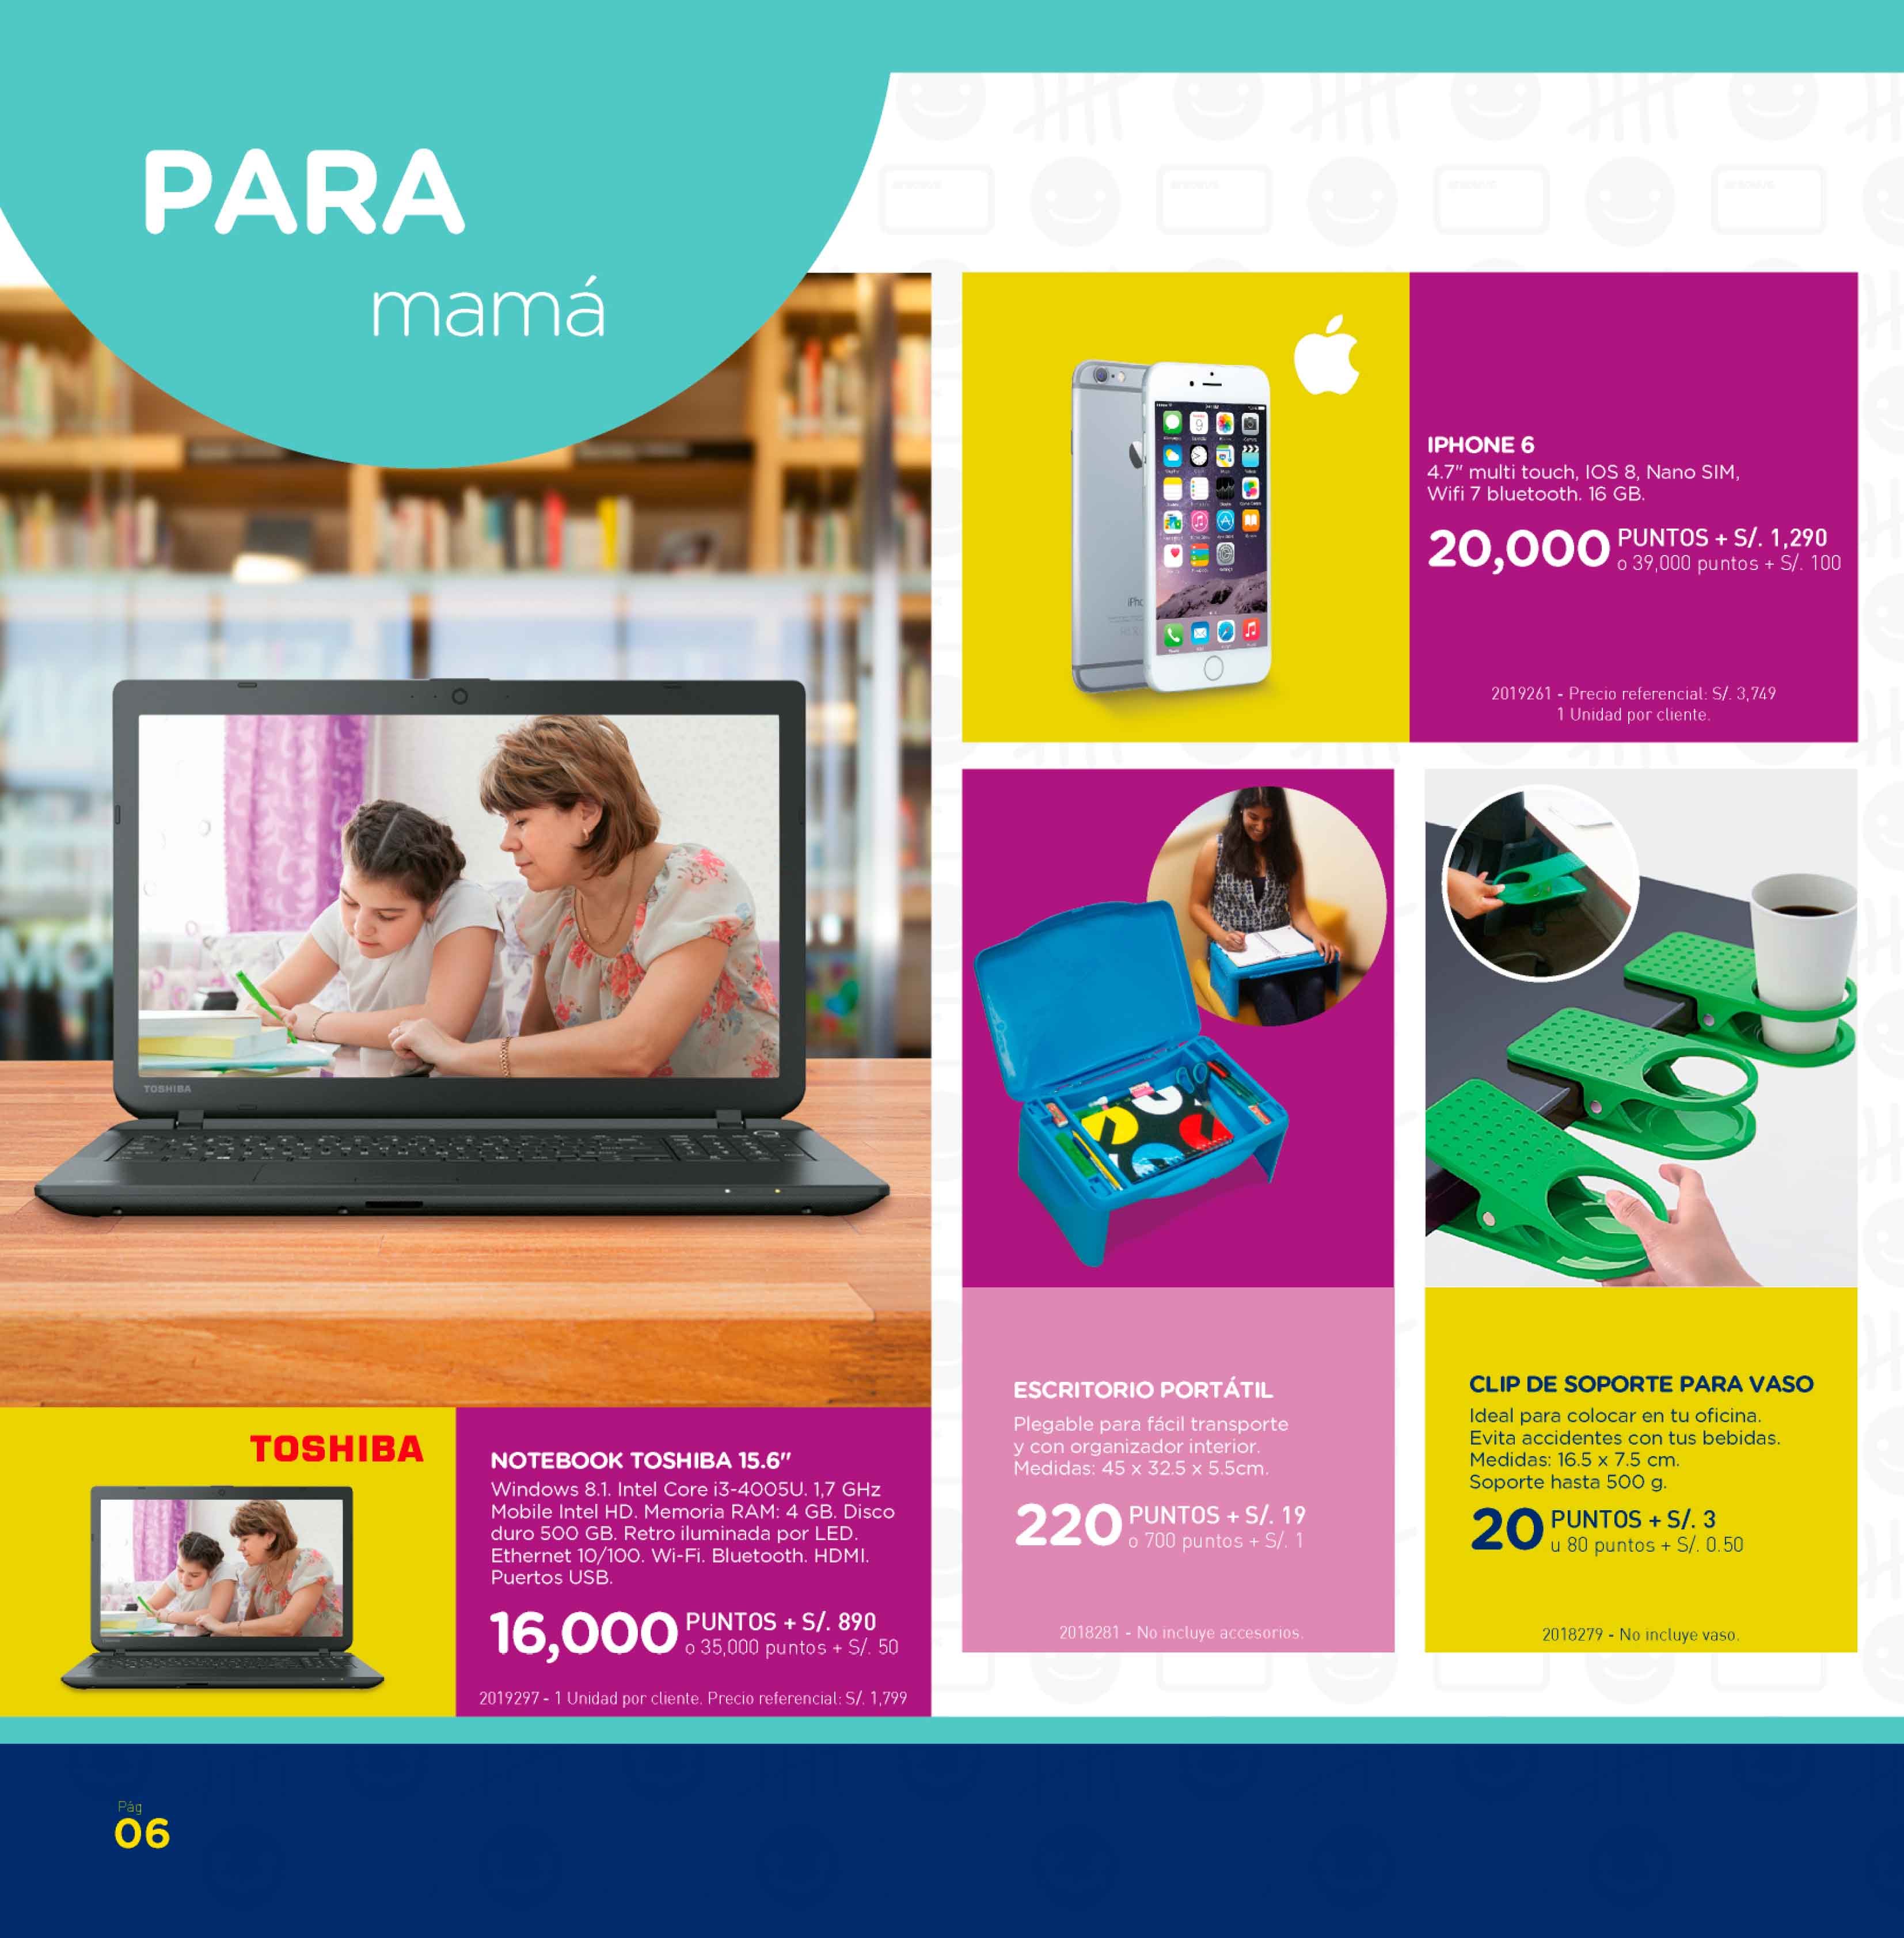 PARA
mamá
TOSHIBA
TOSHIBA
NOTEBOOK TOSHIBA 15.6"
Windows 8.1. Intel Core i3-4005U. 1,7 GHz
Mobile Intel HD. Memoria RAM: 4 GB. Disco
duro 500 GB. Retro iluminada por LED.
Ethernet 10/100. Wi-Fi. Bluetooth. HDMI.
Puertos USB.
16,000 PUNTOS + S/. 890
o 35,000 puntos + S/. 50
2019297 - 1 Unidad por cliente. Precio referencial: S/. 1,799
IPHONE 6
4.7" multi touch, IOS 8, Nano SIM,
Wifi 7 bluetooth. 16 GB.
20,000 PUNTOS + S/. 1,290
o 39,000 puntos + S/. 100
2019261 - Precio referencial: S/. 3,749
1 Unidad por cliente.
ESCRITORIO PORTÁTIL
Plegable para fácil transporte
y con organizador interior.
Medidas: 45 x 32.5 x 5.5cm.
220 PUNTOS + S/. 19
o 700 puntos + S/. 1
2018281 - No incluye accesorios.
CLIP DE SOPORTE PARA VASO
Ideal para colocar en tu oficina.
Evita accidentes con tus bebidas.
Medidas: 16.5 x 7.5 cm.
Soporte hasta 500 g.
20 PUNTOS + S/. 3
u 80 puntos + S/. 0.50
2018279 - No incluye vaso.
Pág
06